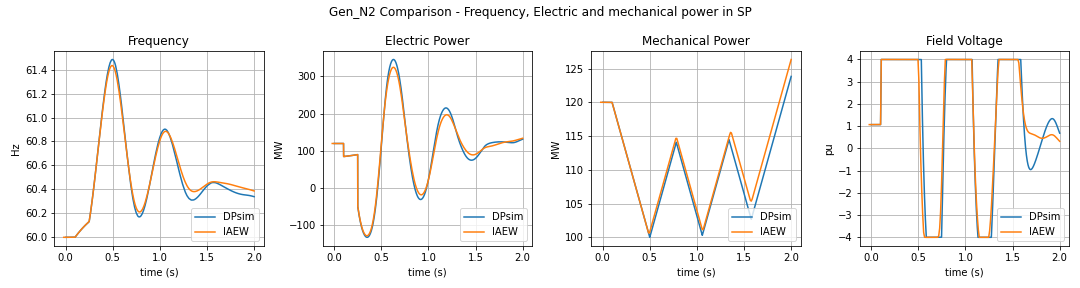 Gen_N2 Comparison - Frequency, Electric and mechanical power in SP
Frequency
61.4
61.2
61.0
60.8
60.6
60.4
60.2
60.0
Hz
0.0 0.5 1.0 1.5 2.0
time (s)
DPsim
IAEW
Electric Power
300
200
100
0
−100
MW
0.0 0.5 1.0 1.5 2.0
time (s)
DPsim
IAEW
Mechanical Power
125
120
115
110
105
100
MW
0.0 0.5 1.0 1.5 2.0
time (s)
DPsim
IAEW
Field Voltage
4
3
2
1
0
−1
−2
−3
−4
pu
0.0 0.5 1.0 1.5 2.0
time (s)
DPsim
IAEW